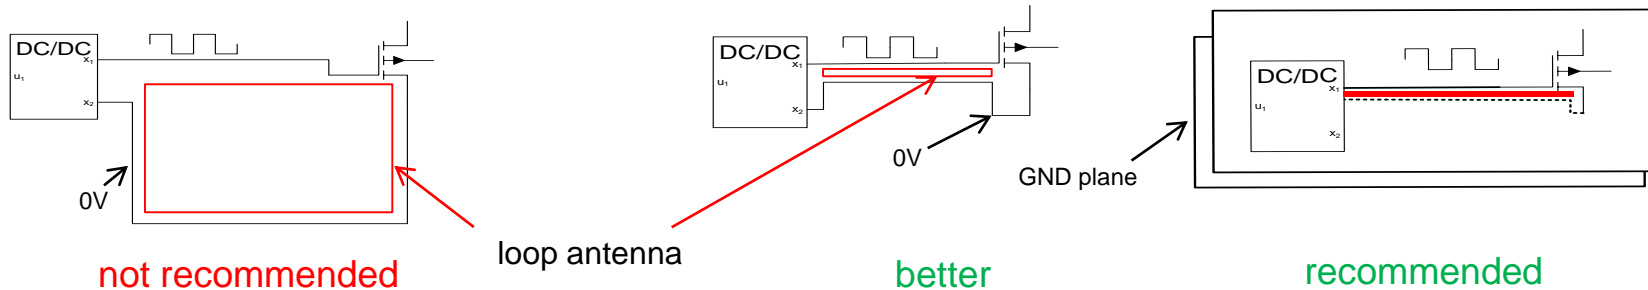 DC/DC
x1
u1
x2
0V
not recommended
loop antenna
DC/DC
x1
u1
x2
0V
better
GND plane
DC/DC
x1
u1
x2
recommended